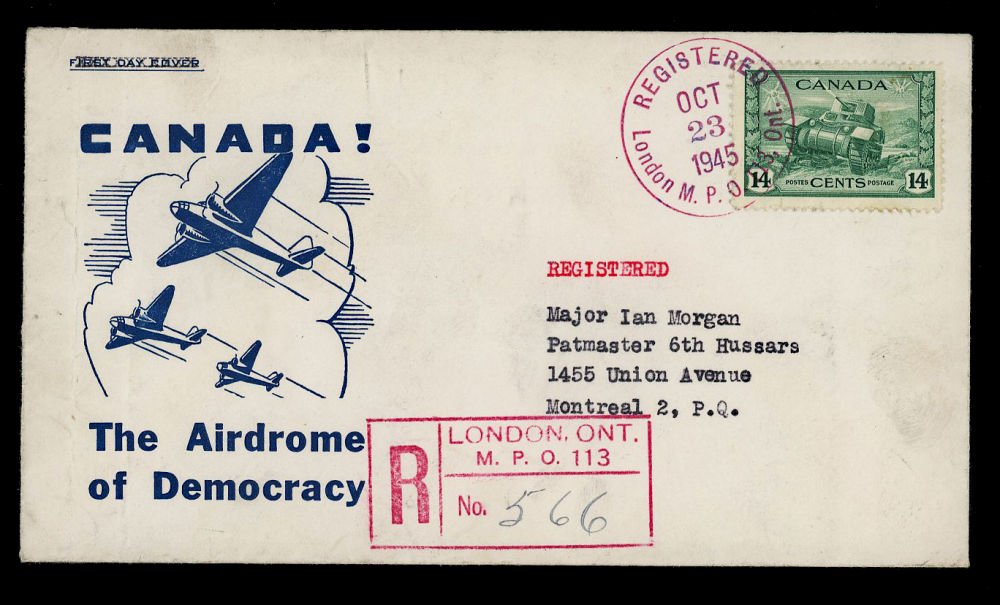 FIRST DAY COVER
CANADA!
The Airdrome
of Democracy
REGISTERED
OCT
23
1945
London M. P. O. 113, Ont.
CANADA
14 POSTES CENTS POSTAGE 14
REGISTERED
Major Ian Morgan
Patmaster 6th Hussars
1455 Union Avenue
Montreal 2, P.Q.
R
LONDON, ONT.
M. P. O. 113
No. 566